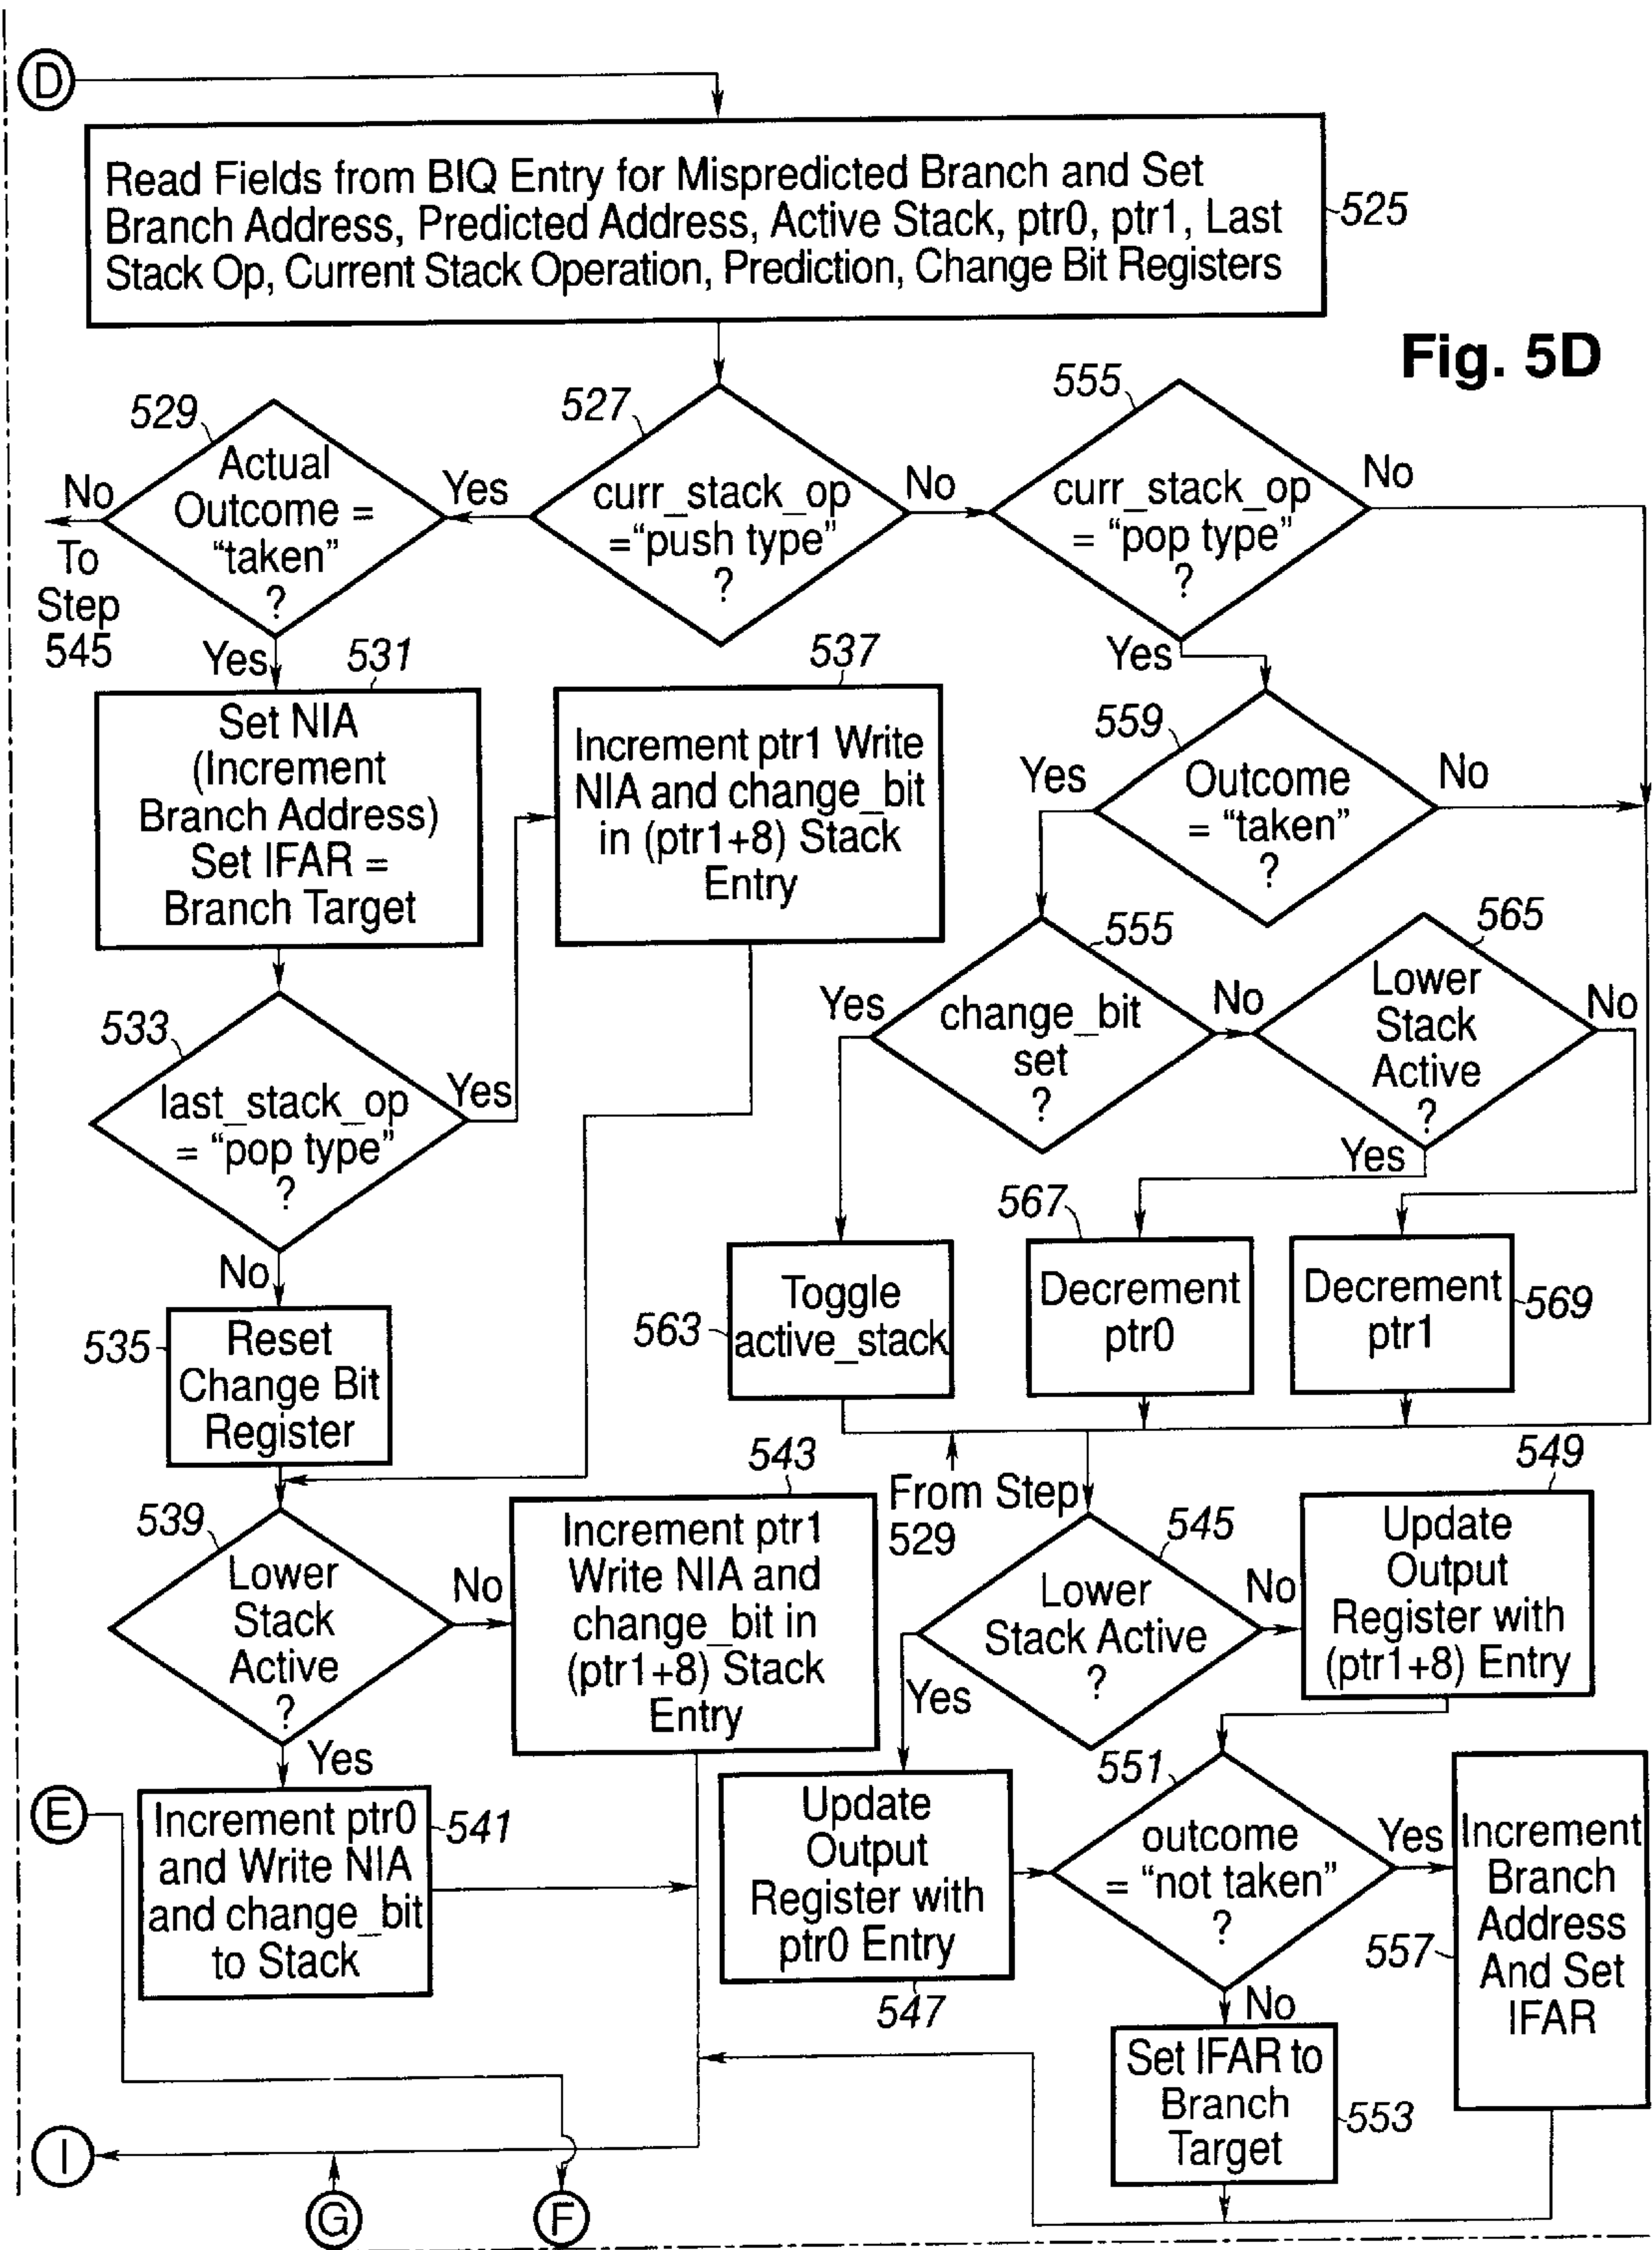 D
Read Fields from BIQ Entry for Mispredicted Branch and Set
Branch Address, Predicted Address, Active Stack, ptr0, ptr1, Last
Stack Op, Current Stack Operation, Prediction, Change Bit Registers
525
Fig. 5D
529
Actual
Outcome =
"taken"
?
No
To
Step
545
Yes
Yes
527
curr_stack_op
="push type"
?
No
555
curr_stack_op
= "pop type"
?
No
Yes
531
Set NIA
(Increment
Branch Address)
Set IFAR =
Branch Target
537
Increment ptr1 Write
NIA and change_bit
in (ptr1+8) Stack
Entry
559
Outcome
= "taken"
?
Yes
No
533
last_stack_op
= "pop type"
?
Yes
No
555
change_bit
set
?
Yes
No
565
Lower
Stack
Active
?
No
Yes
535
Reset
Change Bit
Register
563
Toggle
active_stack
567
Decrement
ptr0
Decrement
ptr1
569
539
Lower
Stack
Active
?
No
Yes
543
Increment ptr1
Write NIA and
change_bit in
(ptr1+8) Stack
Entry
From Step
529
545
Lower
Stack Active
?
No
Yes
549
Update
Output
Register with
(ptr1+8) Entry
E
Increment ptr0
and Write NIA
and change_bit
to Stack
541
Update
Output
Register with
ptr0 Entry
547
551
outcome
= "not taken"
?
Yes
No
Increment
Branch
Address
And Set
IFAR
557
Set IFAR to
Branch
Target
553
I
G
F